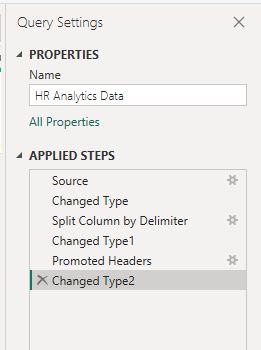 Query Settings
PROPERTIES
Name
HR Analytics Data
All Properties
APPLIED STEPS
Source
Changed Type
Split Column by Delimiter
Changed Type1
Promoted Headers
Changed Type2